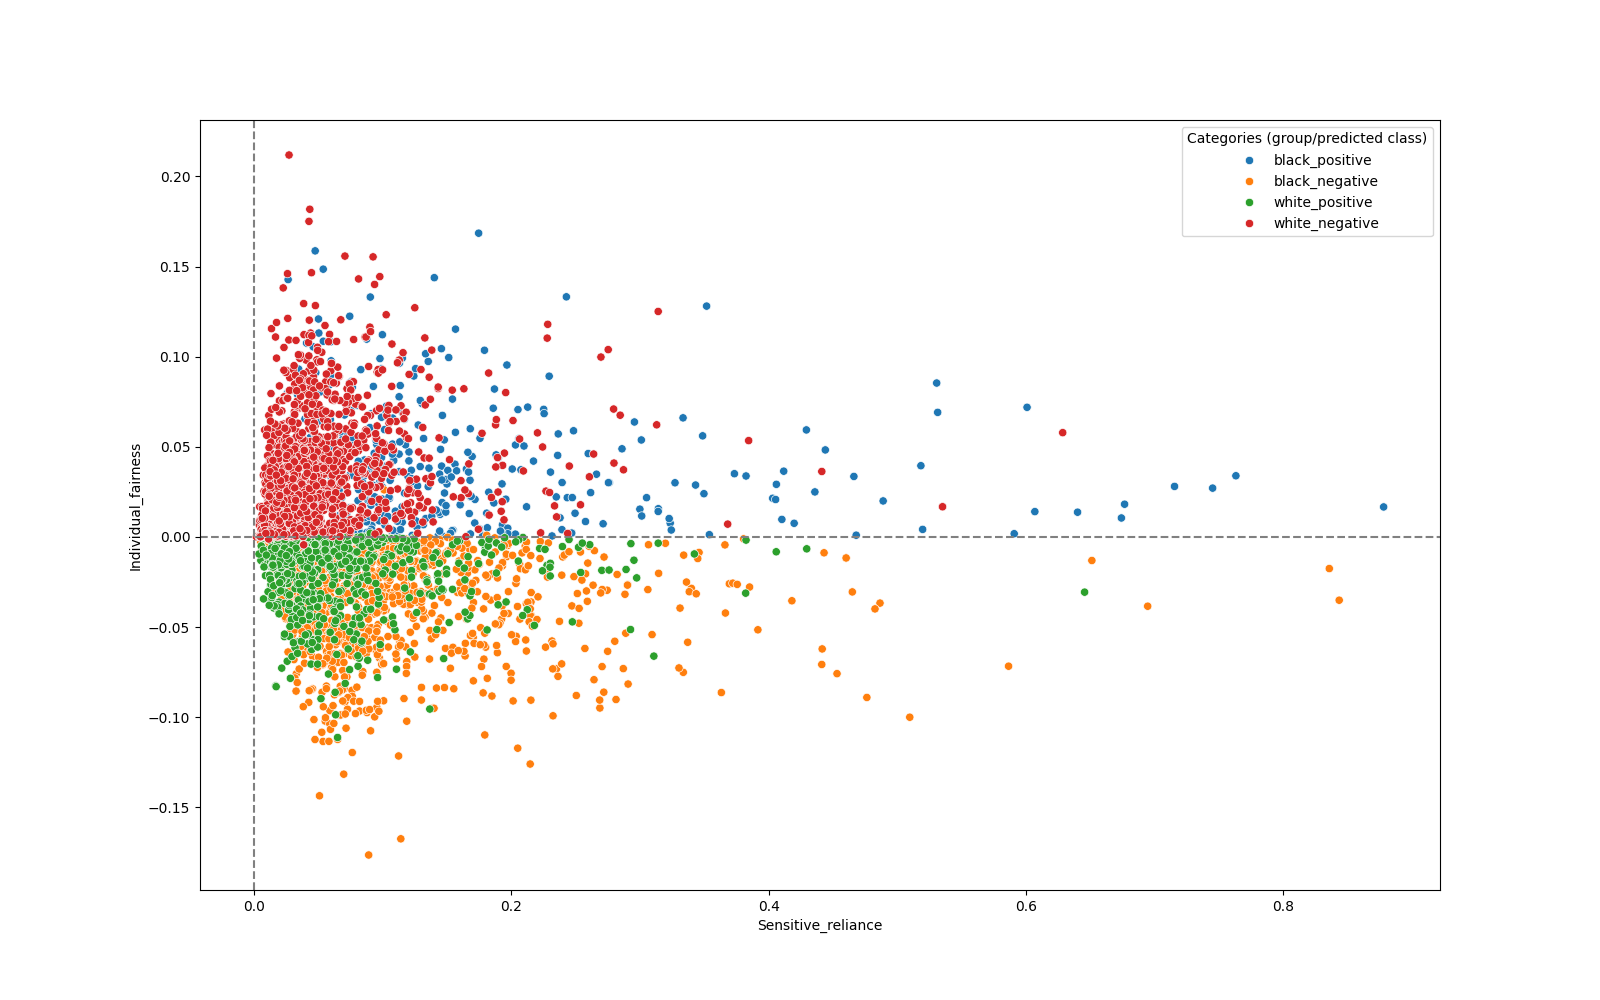 Categories (group/predicted class)
black_positive
black_negative
white_positive
white_negative
Individual_fairness
0.20
0.15
0.10
0.05
0.00
−0.05
−0.10
−0.15
0.0 0.2 0.4 0.6 0.8
Sensitive_reliance